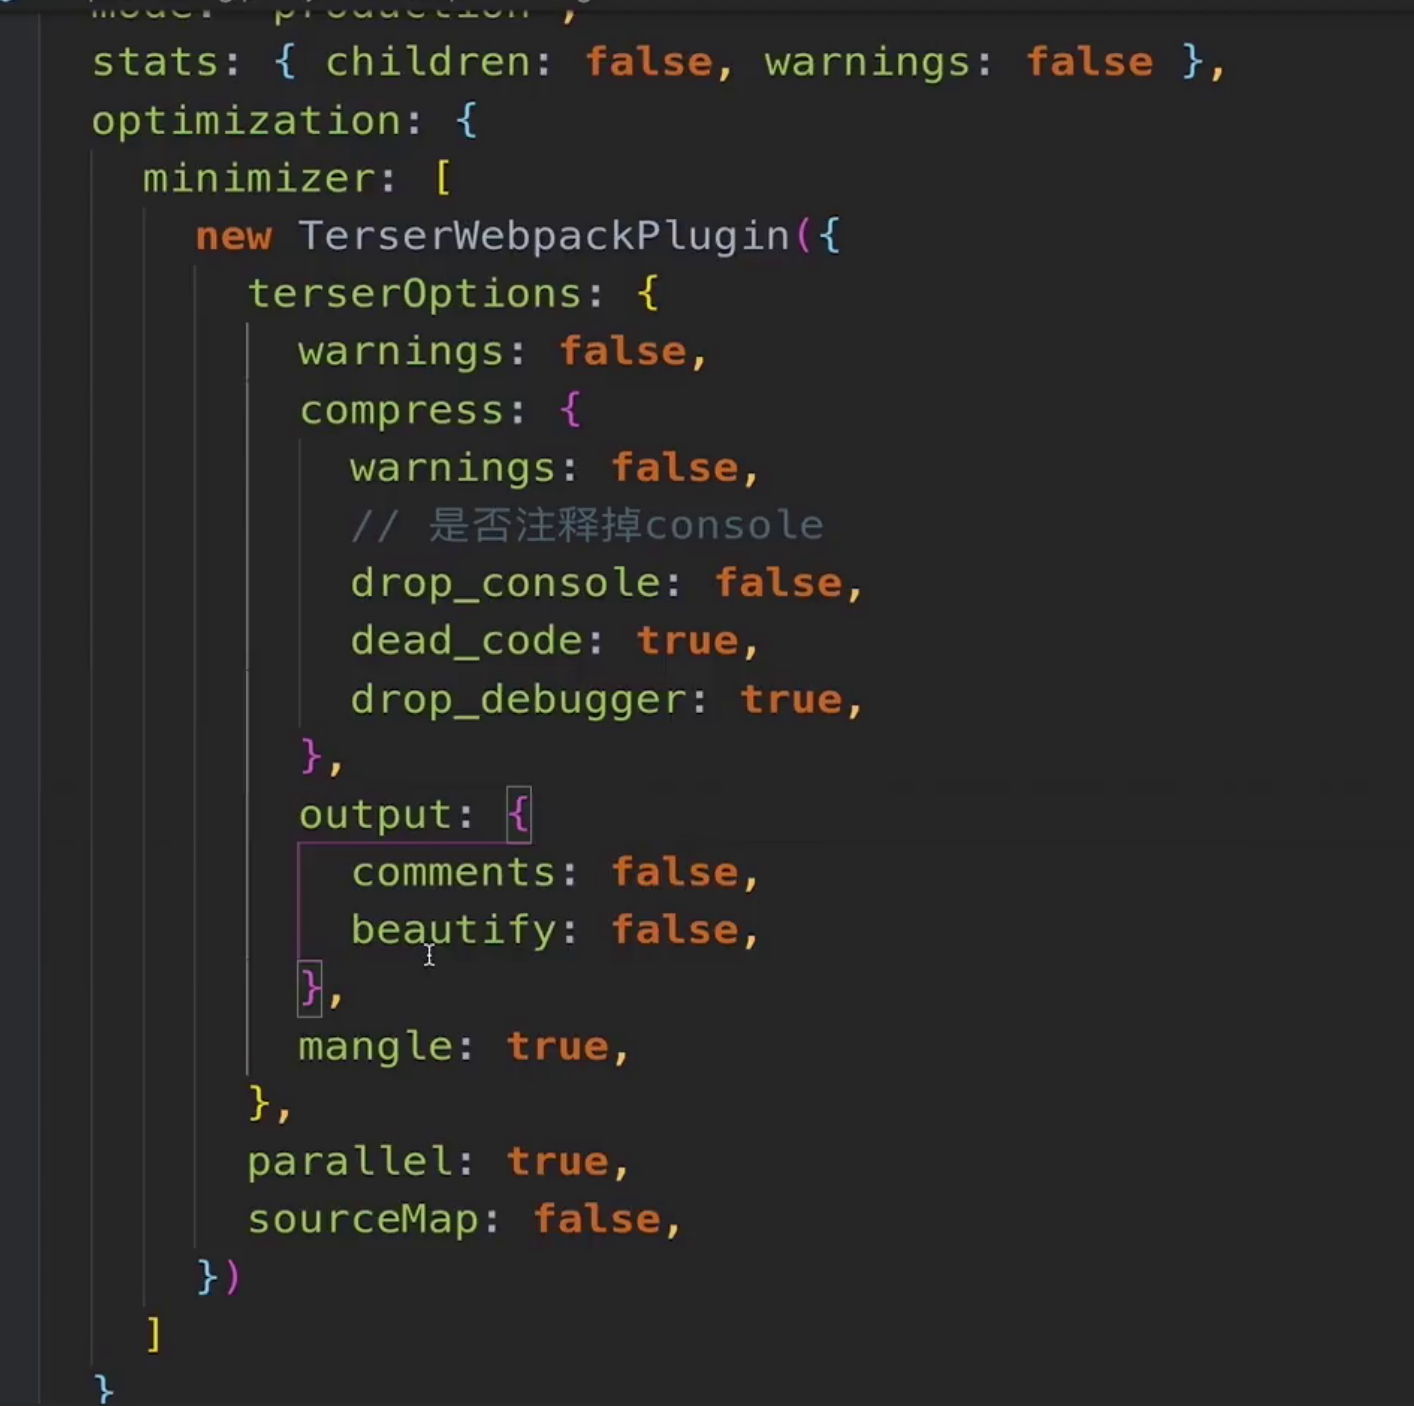 mode: 'production',
stats: { children: false, warnings: false },
optimization: {
minimizer: [
new TerserWebpackPlugin({
terserOptions: {
warnings: false,
compress: {
warnings: false,
// 是否注释掉console
drop_console: false,
dead_code: true,
drop_debugger: true,
},
output: {
comments: false,
beautify: false,
},
mangle: true,
},
parallel: true,
sourceMap: false,
})
]
}